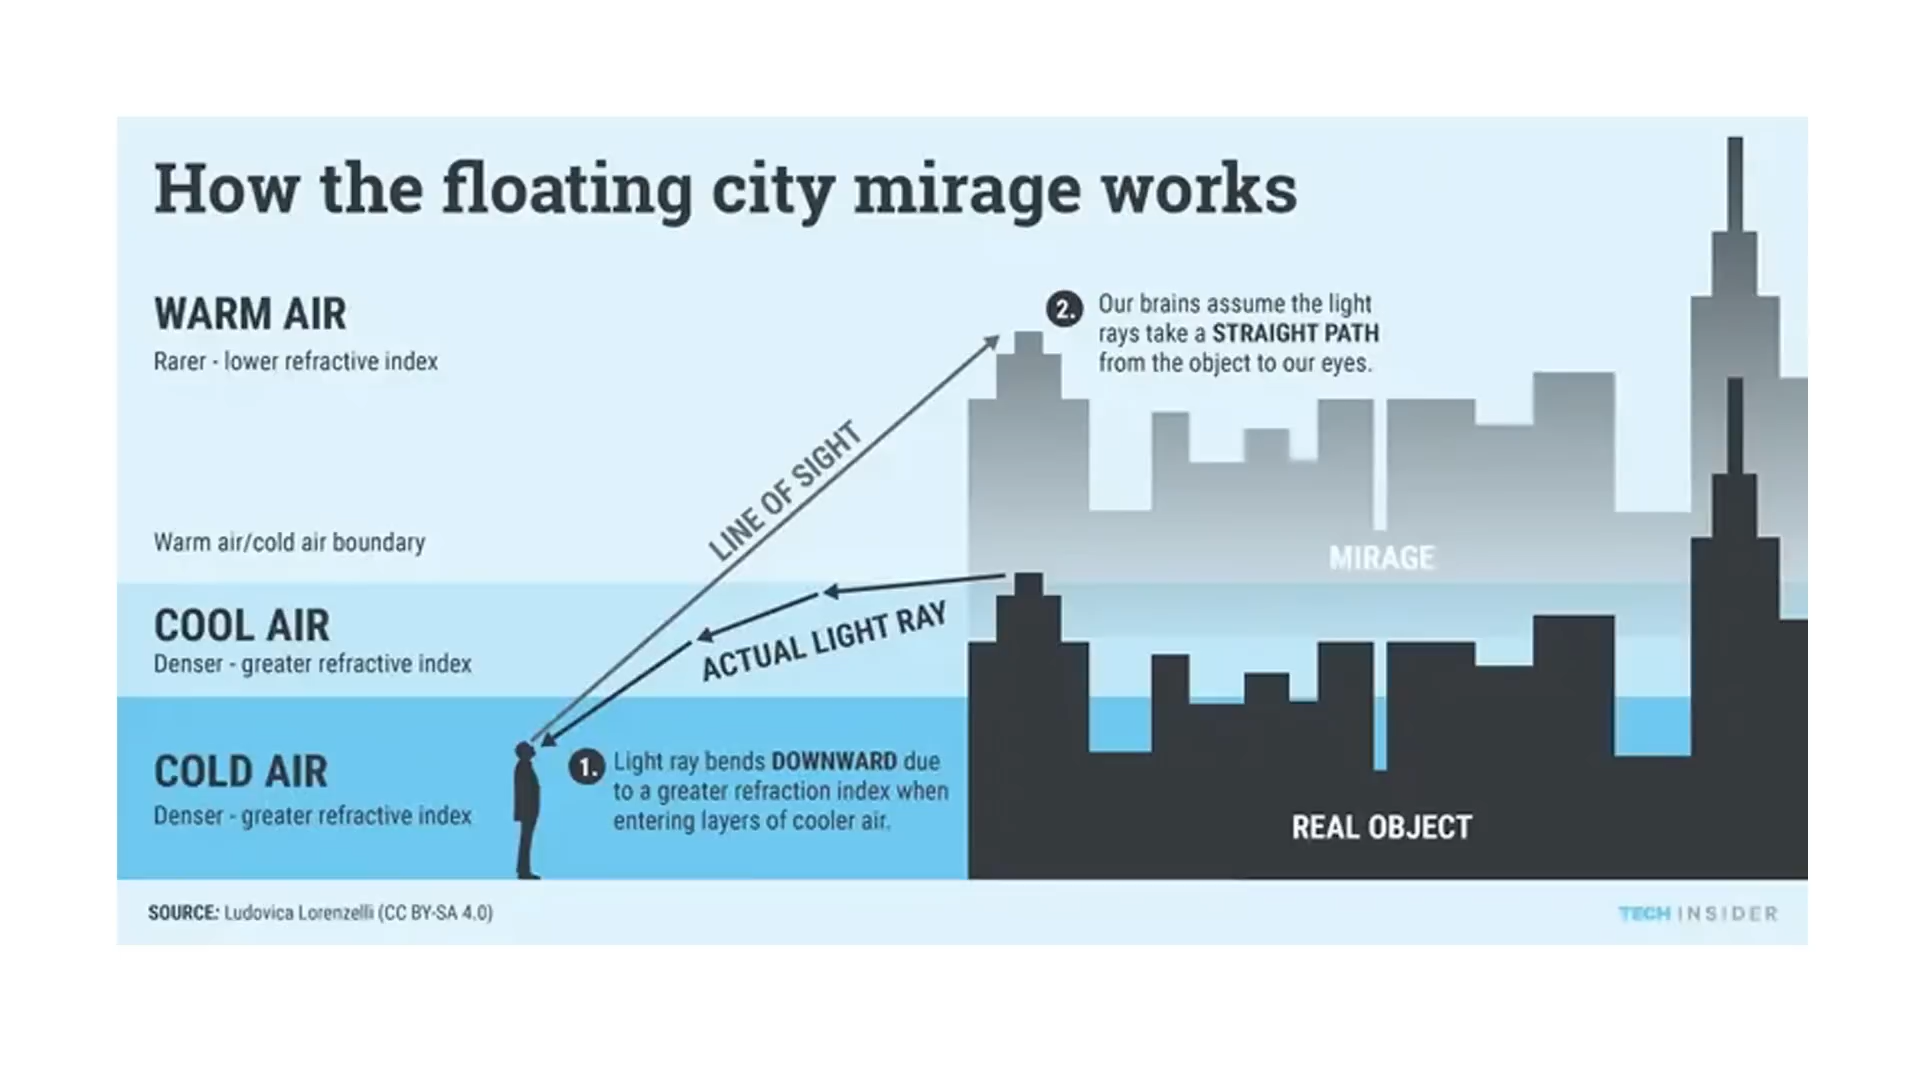 How the floating city mirage works
WARM AIR
Rarer - lower refractive index
2.
Our brains assume the light
rays take a STRAIGHT PATH
from the object to our eyes.
LINE OF SIGHT
Warm air/cold air boundary
MIRAGE
COOL AIR
Denser - greater refractive index
ACTUAL LIGHT RAY
COLD AIR
Denser - greater refractive index
1.
Light ray bends DOWNWARD due
to a greater refraction index when
entering layers of cooler air.
REAL OBJECT
SOURCE: Ludovica Lorenzelli (CC BY-SA 4.0)
TECH INSIDER